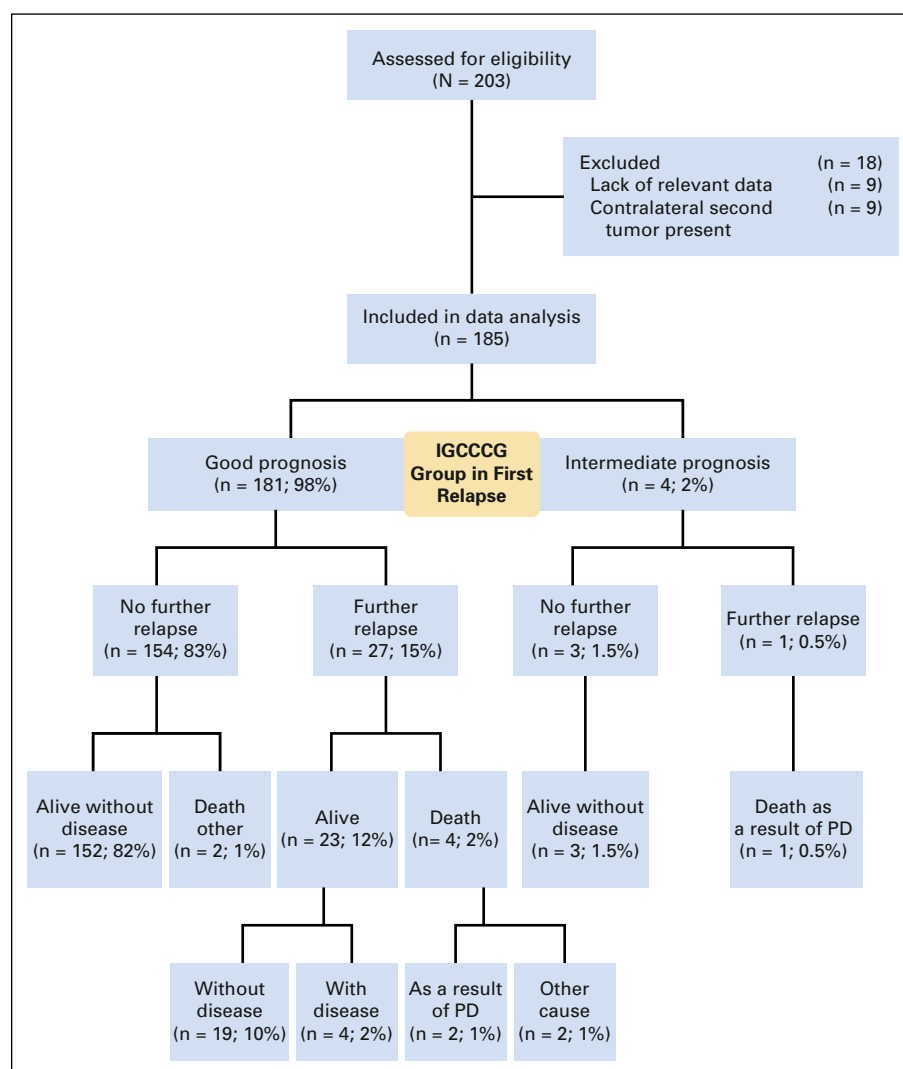 Assessed for eligibility
(N = 203)
Excluded (n = 18)
Lack of relevant data (n = 9)
Contralateral second (n = 9)
tumor present
Included in data analysis
(n = 185)
Good prognosis
(n = 181; 98%)
IGCCCG
Group in First
Relapse
Intermediate prognosis
(n = 4; 2%)
No further
relapse
(n = 154; 83%)
Further
relapse
(n = 27; 15%)
No further
relapse
(n = 3; 1.5%)
Further relapse
(n = 1; 0.5%)
Alive without
disease
(n = 152; 82%)
Death
other
(n = 2; 1%)
Alive
(n = 23; 12%)
Death
(n= 4; 2%)
Alive without
disease
(n = 3; 1.5%)
Death as
a result of PD
(n = 1; 0.5%)
Without
disease
(n = 19; 10%)
With
disease
(n = 4; 2%)
As a result
of PD
(n = 2; 1%)
Other
cause
(n = 2; 1%)